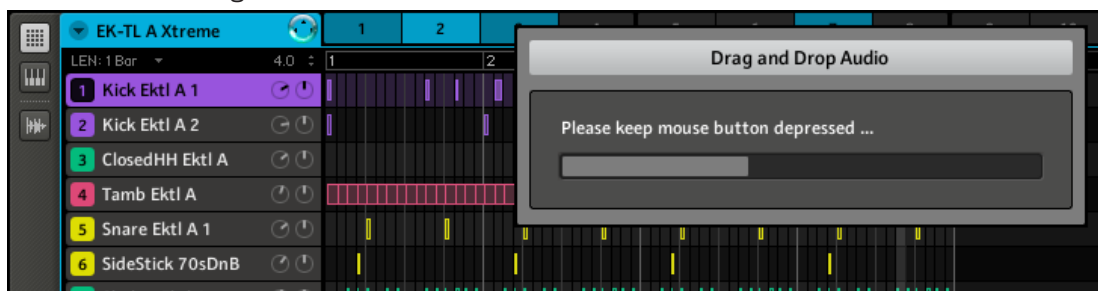 EK-TL A Xtreme
1 2
LEN: 1 Bar 4.0 1 2
1 Kick Ektl A 1
2 Kick Ektl A 2
3 ClosedHH Ektl A
4 Tamb Ektl A
5 Snare Ektl A 1
6 SideStick 70sDnB
Drag and Drop Audio
Please keep mouse button depressed ...